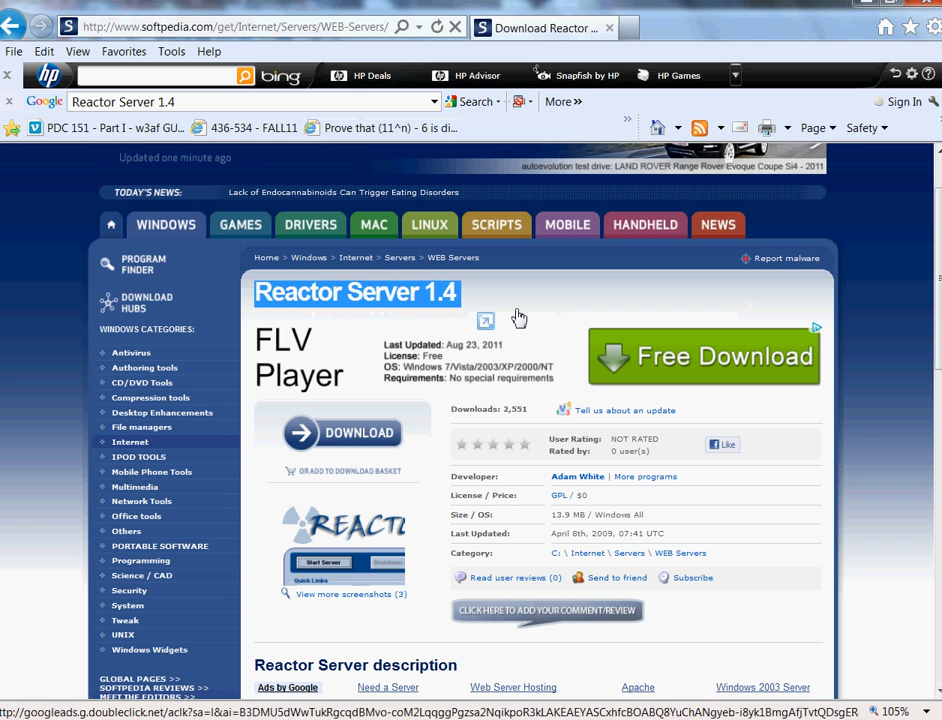 http://www.softpedia.com/get/Internet/Servers/WEB-Servers/
Download Reactor ...
File Edit View Favorites Tools Help
hp bing HP Deals HP Advisor Snapfish by HP HP Games
Google Reactor Server 1.4 Search More » Sign In
PDC 151 - Part I - w3af GU... 436-534 - FALL11 Prove that (11^n) - 6 is di... » Page Safety
Updated one minute ago
autoevolution test drive: LAND ROVER Range Rover Evoque Coupe Si4 - 2011
TODAY'S NEWS: Lack of Endocannabinoids Can Trigger Eating Disorders
WINDOWS GAMES DRIVERS MAC LINUX SCRIPTS MOBILE HANDHELD NEWS
Home > Windows > Internet > Servers > WEB Servers Report malware
PROGRAM
FINDER
DOWNLOAD
HUBS
WINDOWS CATEGORIES:
Antivirus
Authoring tools
CD/DVD Tools
Compression tools
Desktop Enhancements
File managers
Internet
IPOD TOOLS
Mobile Phone Tools
Multimedia
Network Tools
Office tools
Others
PORTABLE SOFTWARE
Programming
Science / CAD
Security
System
Tweak
UNIX
Windows Widgets
GLOBAL PAGES >>
SOFTPEDIA REVIEWS >>
MEET THE EDITORS >>
Reactor Server 1.4
FLV
Player
Last Updated: Aug 23, 2011
License: Free
OS: Windows 7/Vista/2003/XP/2000/NT
Requirements: No special requirements
Free Download
DOWNLOAD
OR ADD TO DOWNLOAD BASKET
REACTO
Start Server Shutdown
Quick Links
View more screenshots (3)
Downloads: 2,551 Tell us about an update
User Rating: NOT RATED
Rated by: 0 user(s)
Like
Developer: Adam White | More programs
License / Price: GPL / $0
Size / OS: 13.9 MB / Windows All
Last Updated: April 8th, 2009, 07:41 UTC
Category: C: \ Internet \ Servers \ WEB Servers
Read user reviews (0) Send to friend Subscribe
CLICK HERE TO ADD YOUR COMMENT/REVIEW
Reactor Server description
Ads by Google Need a Server Web Server Hosting Apache Windows 2003 Server
105%